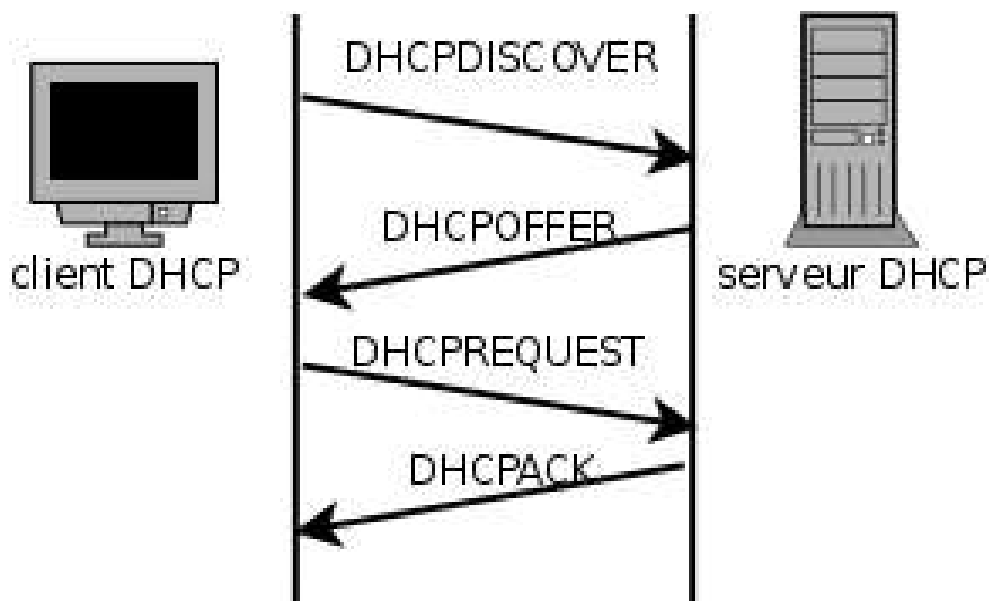 DHCPDISCOVER
DHCPOFFER
client DHCP
serveur DHCP
DHCPREQUEST
DHCPACK